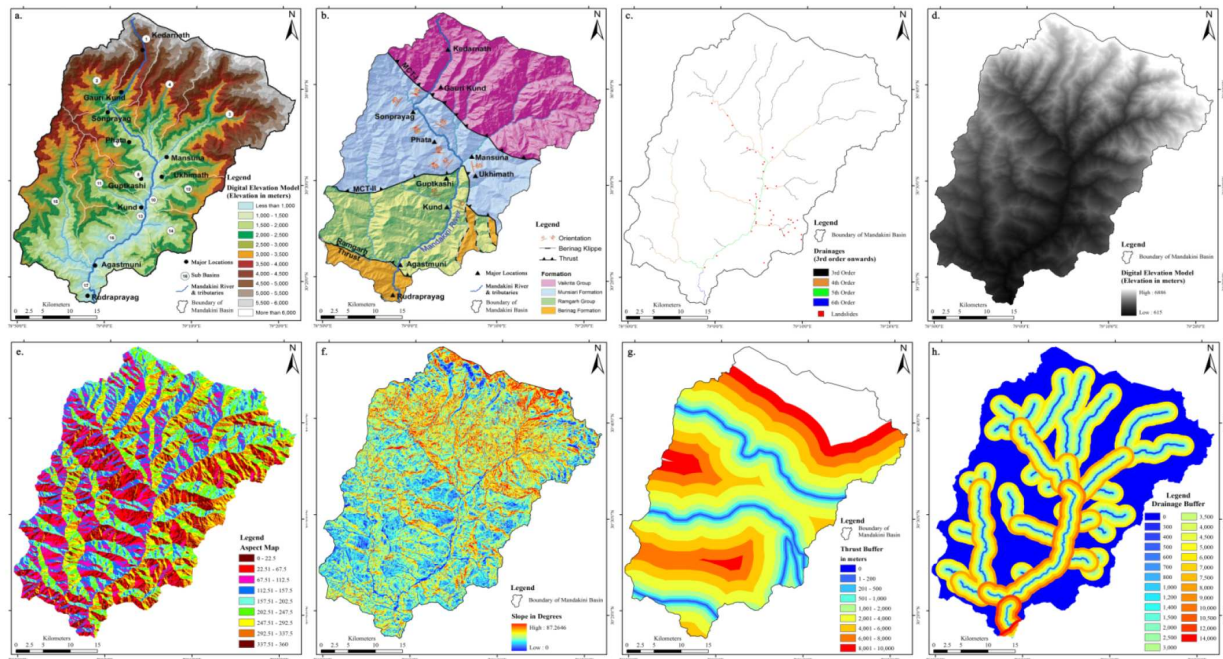 a.
N
Kedarnath
1
Gauri Kund
Sonprayag
Phata
Mansuna
Ukhimath
Guptkashi
Kund
Agastmuni
Rudraprayag
Legend
Digital Elevation Model
(Elevation in meters)
Less than 1,000
1,000 - 1,500
1,500 - 2,000
2,000 - 2,500
2,500 - 3,000
3,000 - 3,500
3,500 - 4,000
4,000 - 4,500
4,500 - 5,000
5,000 - 5,500
5,500 - 6,000
More than 6,000
Major Locations
Sub Basins
Mandakini River
& tributaries
Boundary of
Mandakini Basin
Kilometers
0 2.5 5 10 15
b.
N
Kedarnath
Gauri Kund
Sonprayag
Phata
Mansuna
Ukhimath
Guptkashi
MCT-II
Kund
Ramgarh
Thrust
Agastmuni
Rudraprayag
Legend
Orientation
Berinag Klippe
Thrust
Major Locations
Mandakini River
& tributaries
Boundary of
Mandakini Basin
Formation
Vaikrita Group
Munsiari Formation
Ramgarh Group
Berinag Formation
Kilometers
0 2.5 5 10 15
c.
N
Legend
Boundary of Mandakini Basin
Drainages
(3rd order onwards)
3rd Order
4th Order
5th Order
6th Order
Landslides
Kilometers
0 2.5 5 10 15
d.
N
Legend
Boundary of Mandakini Basin
Digital Elevation Model
(Elevation in meters)
High : 6886
Low : 615
Kilometers
0 2.5 5 10 15
e.
N
Legend
Aspect Map
0 - 22.5
22.51 - 67.5
67.51 - 112.5
112.51 - 157.5
157.51 - 202.5
202.51 - 247.5
247.51 - 292.5
292.51 - 337.5
337.51 - 360
Kilometers
0 2.5 5 10 15
f.
N
Legend
Boundary of Mandakini Basin
Slope in Degrees
High : 87.2646
Low : 0
Kilometers
0 2.5 5 10 15
g.
N
Legend
Boundary of
Mandakini Basin
Thrust Buffer
in meters
0
1 - 200
201 - 500
501 - 1,000
1,001 - 2,000
2,001 - 4,000
4,001 - 6,000
6,001 - 8,000
8,001 - 10,000
Kilometers
0 2.5 5 10 15
h.
N
Legend
Drainage Buffer
0
300
400
500
600
700
800
1,000
1,200
1,400
1,500
2,000
2,500
3,000
3,500
4,000
4,500
5,000
6,000
7,000
7,500
8,000
9,000
10,000
10,500
12,000
14,000
Kilometers
0 2.5 5 10 15